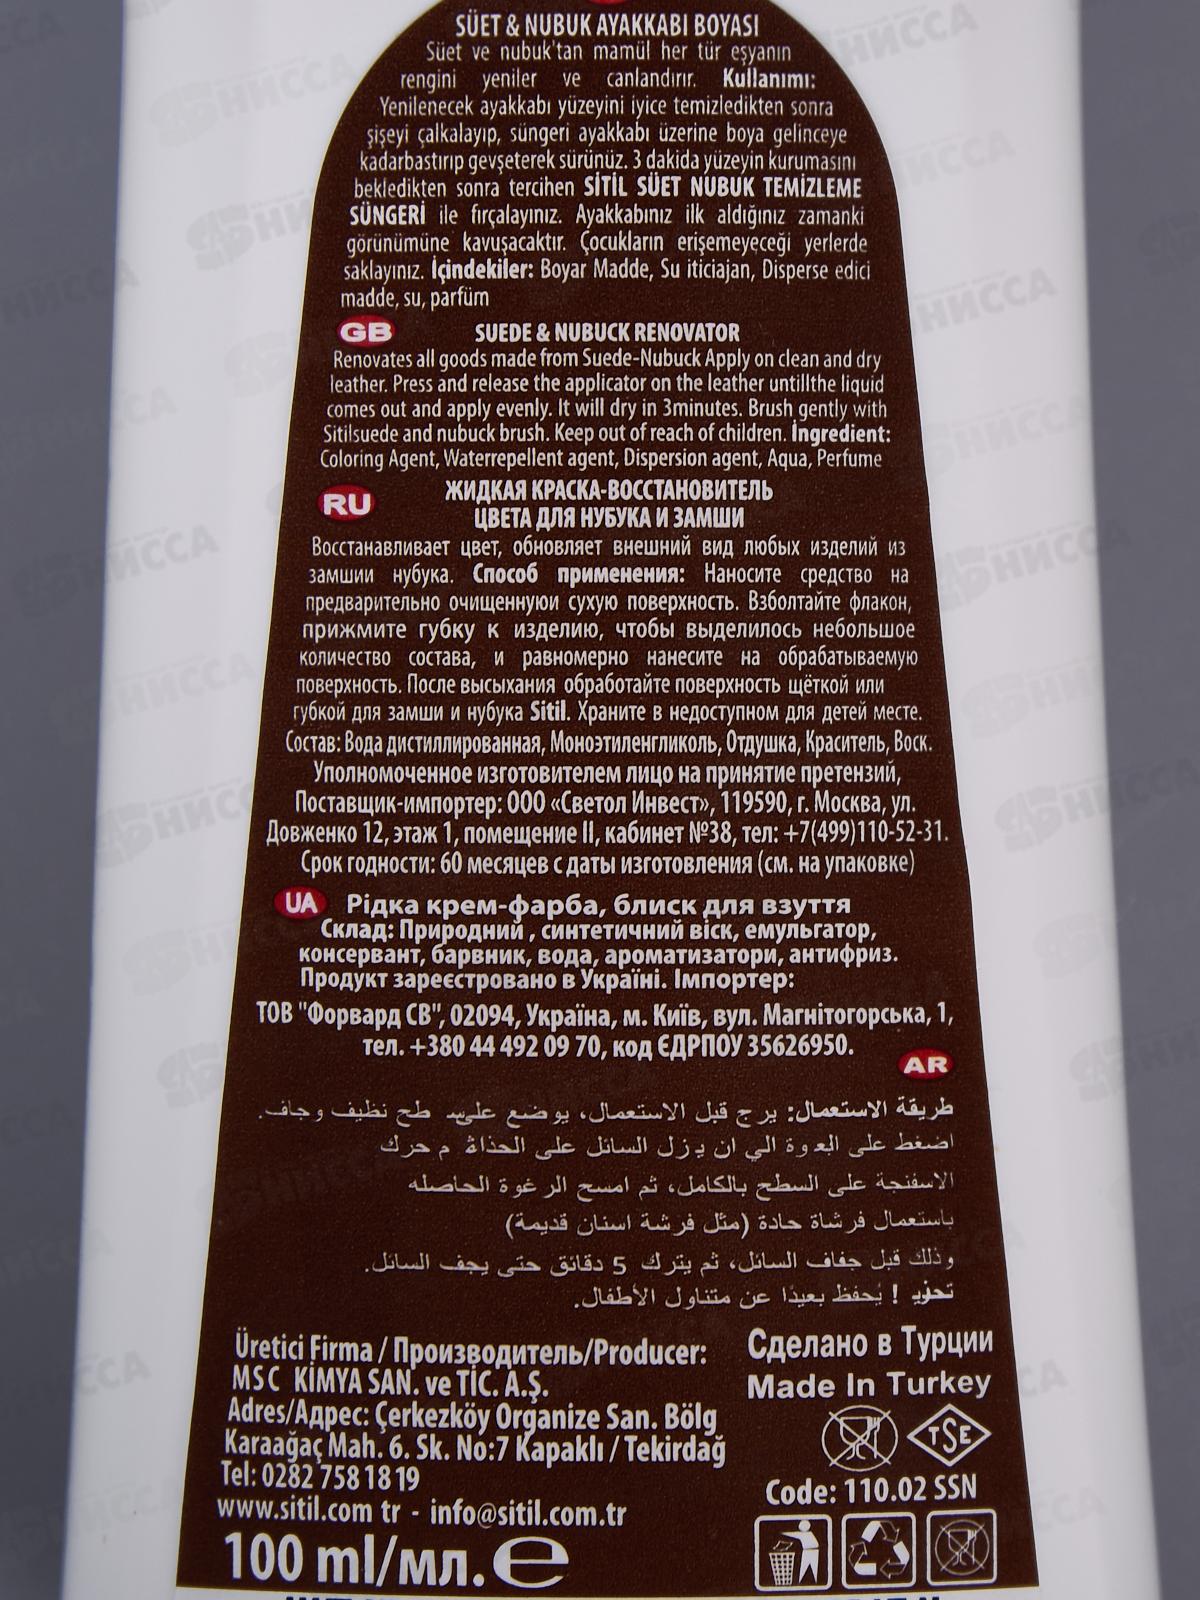 SÜET & NUBUK AYAKKABI BOYASI
Süet ve nubuk'tan mamül her tür eşyanın
rengini yeniler ve canlandırır. Kullanımı:
Yenilenecek ayakkabı yüzeyini iyice temizledikten sonra
şişeyi çalkalayıp, süngeri ayakkabı üzerine boya gelinceye
kadarbastırıp gevşeterek sürünüz. 3 dakida yüzeyin kurumasını
bekledikten sonra tercihen SİTİL SÜET NUBUK TEMİZLEME
SÜNGERİ ile fırçalayınız. Ayakkabınız ilk aldığınız zamanki
görünümüne kavuşacaktır. Çocukların erişemeyeceği yerlerde
saklayınız. İçindekiler: Boyar Madde, Su iticiajan, Disperse edici
madde, su, parfüm
GB SUEDE & NUBUCK RENOVATOR
Renovates all goods made from Suede-Nubuck Apply on clean and dry
leather. Press and release the applicator on the leather untillthe liquid
comes out and apply evenly. It will dry in 3minutes. Brush gently with
Sitilsuede and nubuck brush. Keep out of reach of children. İngredient:
Coloring Agent, Waterrepellent agent, Dispersion agent, Aqua, Perfume
RU ЖИДКАЯ КРАСКА-ВОССТАНОВИТЕЛЬ
ЦВЕТА ДЛЯ НУБУКА И ЗАМШИ
Восстанавливает цвет, обновляет внешний вид любых изделий из
замшии нубука. Способ применения: Наносите средство на
предварительно очищеннуюи сухую поверхность. Взболтайте флакон,
прижмите губку к изделию, чтобы выделилось небольшое
количество состава, и равномерно нанесите на обрабатываемую
поверхность. После высыхания обработайте поверхность щёткой или
губкой для замши и нубука Sitil. Храните в недоступном для детей месте.
Состав: Вода дистиллированная, Моноэтиленгликоль, Отдушка, Краситель, Воск.
Уполномоченное изготовителем лицо на принятие претензий,
Поставщик-импортер: ООО «Светол Инвест», 119590, г. Москва, ул.
Довженко 12, этаж 1, помещение II, кабинет №38, тел: +7(499)110-52-31.
Срок годности: 60 месяцев с даты изготовления (см. на упаковке)
UA Рідка крем-фарба, блиск для взуття
Склад: Природний , синтетичний віск, емульгатор,
консервант, барвник, вода, ароматизатори, антифриз.
Продукт зареєстровано в Україні. Імпортер:
ТОВ "Форвард СВ", 02094, Україна, м. Київ, вул. Магнітогорська, 1,
тел. +380 44 492 09 70, код ЄДРПОУ 35626950.
AR
طريقة الاستعمال: يرج قبل الاستعمال، يوضع على سطح نظيف وجاف.
اضغط على العبوة الي ان ينزل السائل على الحذاء ثم حرك
الاسفنجة على السطح بالكامل، ثم امسح الرغوة الحاصله
باستعمال فرشاة حادة (مثل فرشة اسنان قديمة)
وذلك قبل جفاف السائل، ثم يترك 5 دقائق حتى يجف السائل.
تحذير ! يُحفظ بعيدًا عن متناول الأطفال.
Üretici Firma / Производитель/Producer:
MSC KİMYA SAN. ve TİC. A.Ş.
Adres/Адрес: Çerkezköy Organize San. Bölg
Karaağaç Mah. 6. Sk. No:7 Kapaklı / Tekirdağ
Tel: 0282 758 18 19
www.sitil.com tr - info@sitil.com.tr
100 ml/мл. ℮
Сделано в Турции
Made In Turkey
TSE
Code: 110.02 SSN